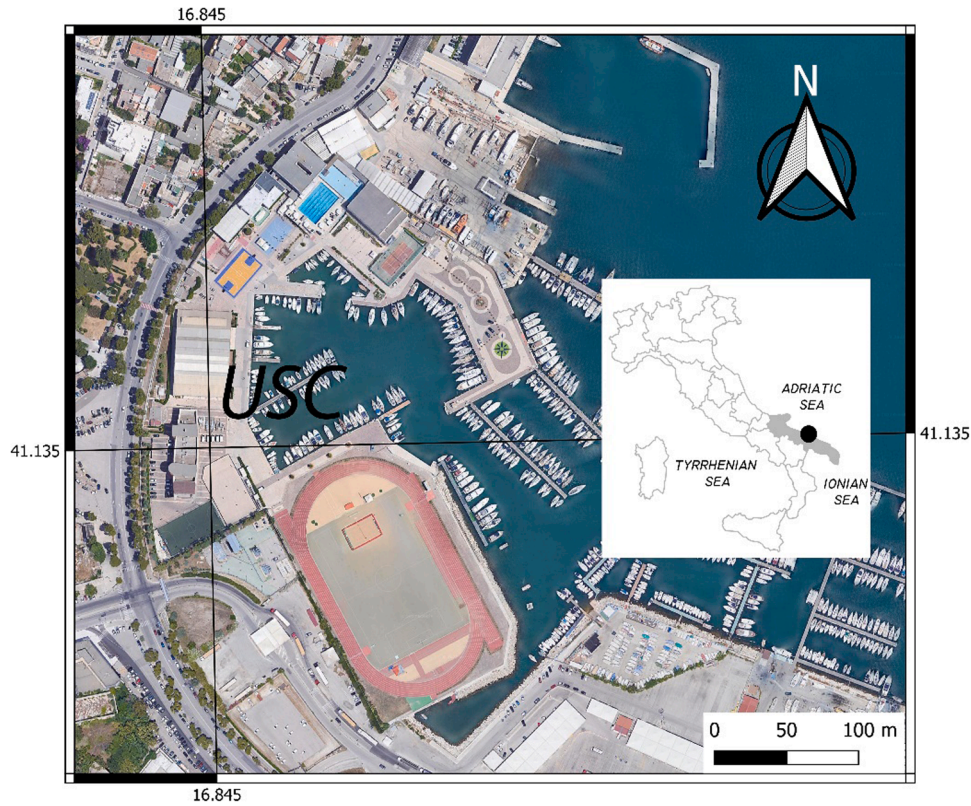 16.845
N
ADRIATIC
SEA
USC
41.135
41.135
TYRRHENIAN
SEA
IONIAN
SEA
0 50 100 m
16.845